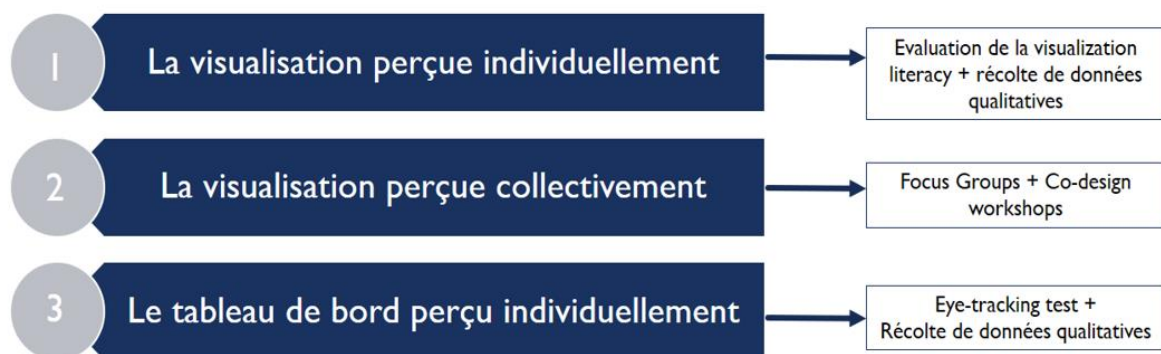 1
La visualisation perçue individuellement
Evaluation de la visualization
literacy + récolte de données
qualitatives
2
La visualisation perçue collectivement
Focus Groups + Co-design
workshops
3
Le tableau de bord perçu individuellement
Eye-tracking test +
Récolte de données qualitatives